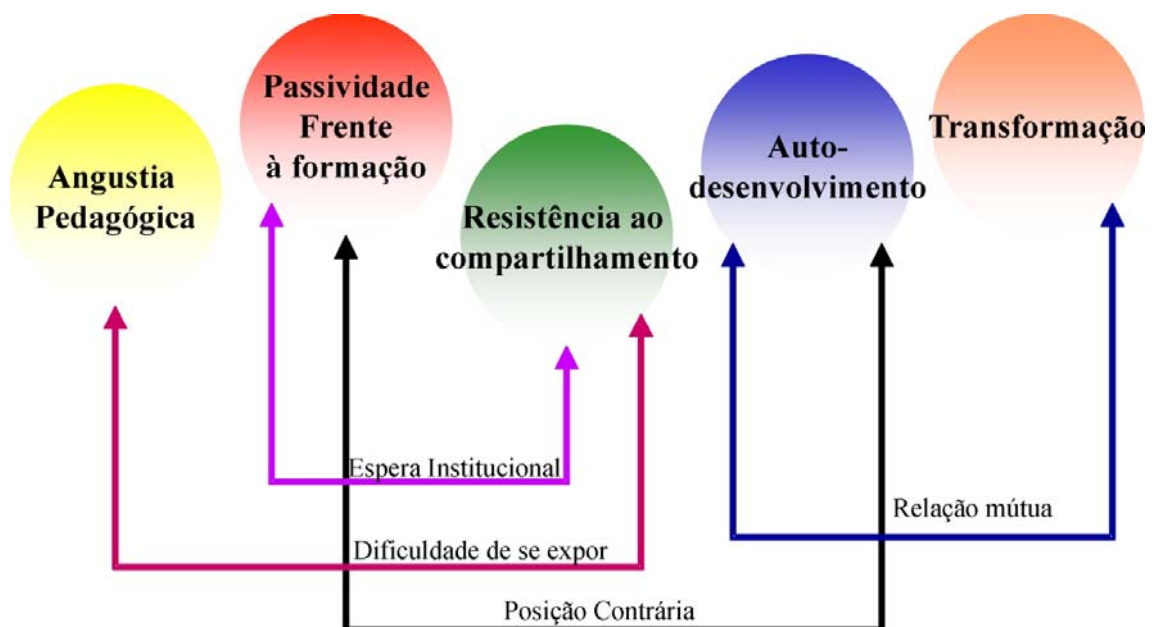 Angustia
Pedagógica
Passividade
Frente
à formação
Resistência ao
compartilhamento
Auto-
desenvolvimento
Transformação
Espera Institucional
Dificuldade de se expor
Relação mútua
Posição Contrária